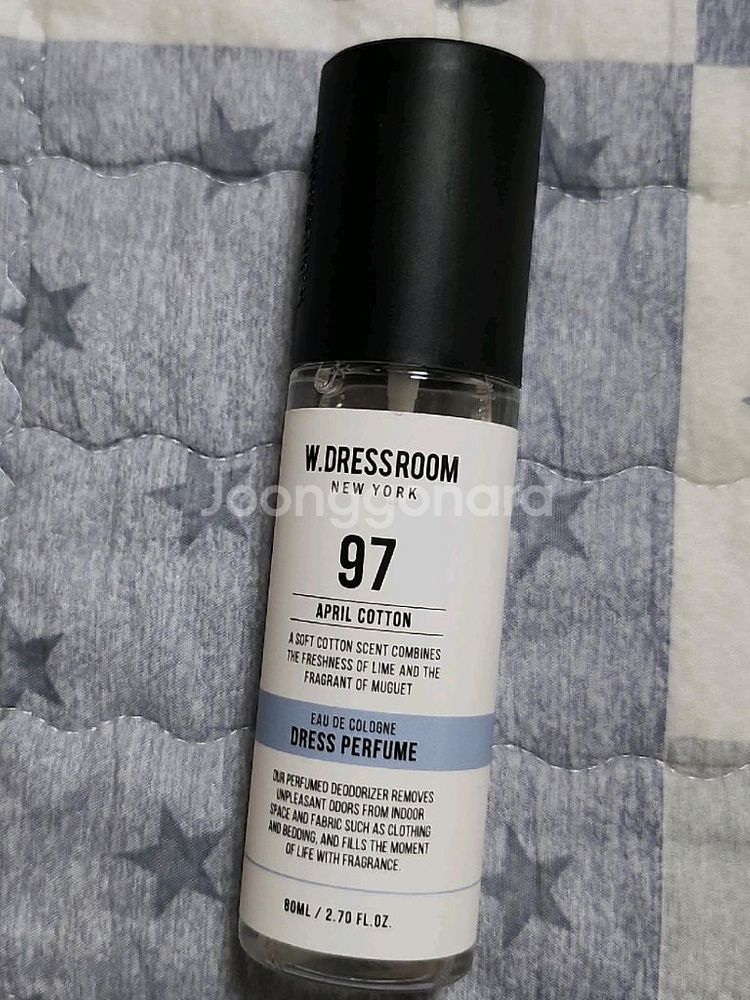 W.DRESSROOM
NEW YORK
Joonggonara
97
APRIL COTTON
A SOFT COTTON SCENT COMBINES
THE FRESHNESS OF LIME AND THE
FRAGRANT OF MUGUET
EAU DE COLOGNE
DRESS PERFUME
OUR PERFUMED DEODORIZER REMOVES
UNPLEASANT ODORS FROM INDOOR
SPACE AND FABRIC SUCH AS CLOTHING
AND BEDDING, AND FILLS THE MOMENT
OF LIFE WITH FRAGRANCE.
80ML / 2.70 FL.OZ.